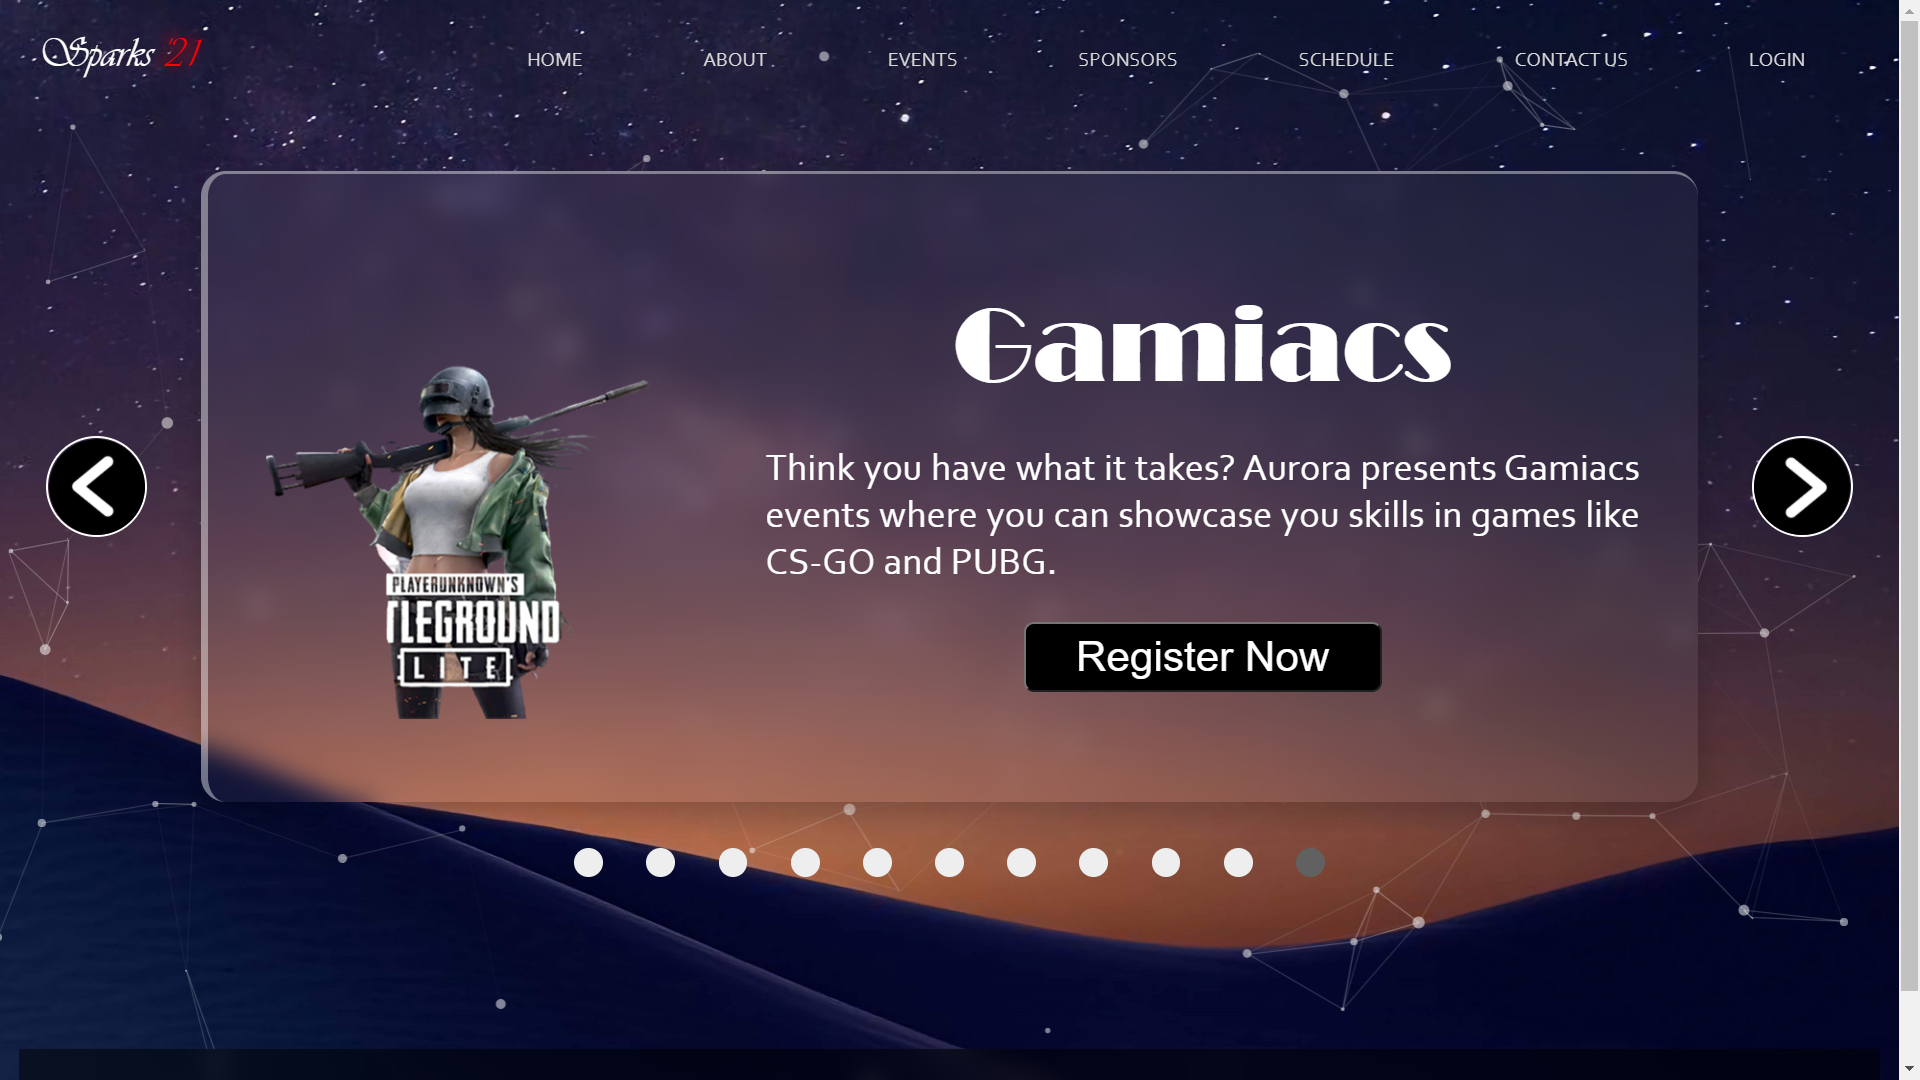 Sparks '21
HOME
ABOUT
EVENTS
SPONSORS
SCHEDULE
CONTACT US
LOGIN
Gamiacs
Think you have what it takes? Aurora presents Gamiacs
events where you can showcase you skills in games like
CS-GO and PUBG.
Register Now
PLAYERUNKNOWN'S
TLEGROUND
LITE